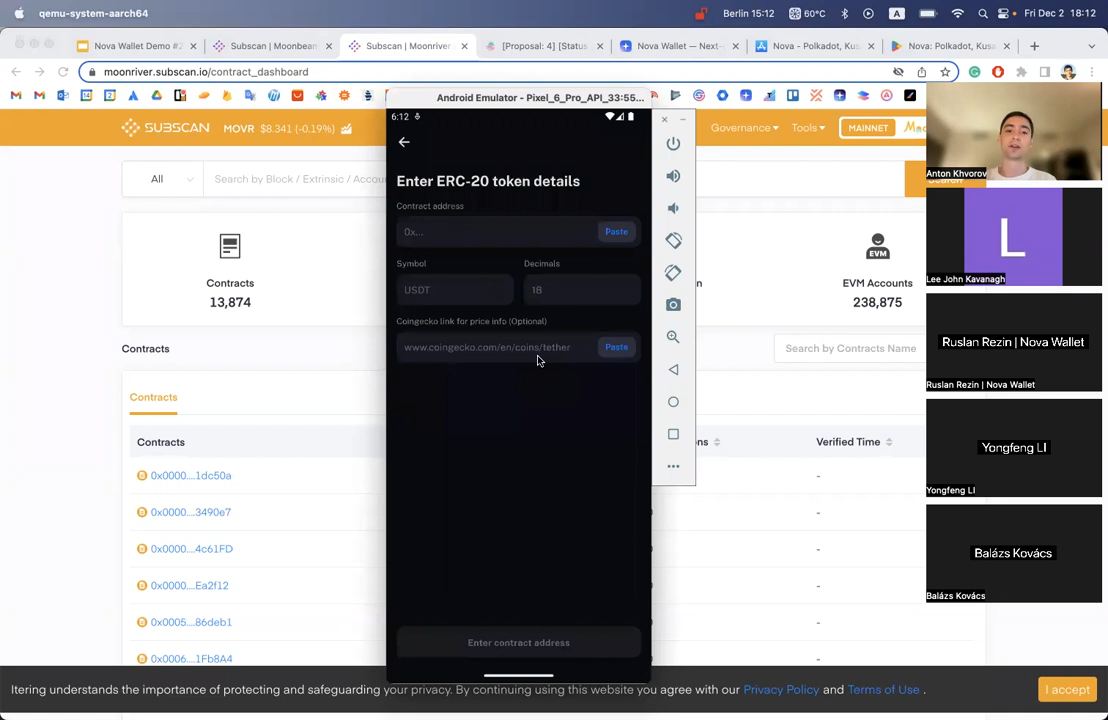 qemu-system-aarch64
Berlin 15:12
60°C
A
Fri Dec 2 18:12
Nova Wallet Demo #2
Subscan | Moonbeam
Subscan | Moonriver
[Proposal: 4] [Status
Nova Wallet — Next-
Nova - Polkadot, Kus
Nova: Polkadot, Kusa
moonriver.subscan.io/contract_dashboard
Android Emulator - Pixel_6_Pro_API_33:55...
SUBSCAN
MOVR $8.341 (-0.19%)
Governance
Tools
MAINNET
All
Search by Block / Extrinsic / Accou
Contracts
13,874
EVM Accounts
238,875
Contracts
Search by Contracts Name
Contracts
Contracts
Verified Time
0x0000....1dc50a
-
0x0000....3490e7
-
0x0000....4c61FD
-
0x0000....Ea2f12
-
0x0005....86deb1
-
0x0006....1Fb8A4
-
6:12
Enter ERC-20 token details
Contract address
0x...
Paste
Symbol
Decimals
USDT
18
Coingecko link for price info (Optional)
www.coingecko.com/en/coins/tether
Paste
Enter contract address
Anton Khvorov
L
Lee John Kavanagh
Ruslan Rezin | Nova Wallet
Ruslan Rezin | Nova Wallet
Yongfeng LI
Yongfeng LI
Balázs Kovács
Balázs Kovács
Itering understands the importance of protecting and safeguarding your privacy. By continuing using this website you agree with our Privacy Policy and Terms of Use .
I accept